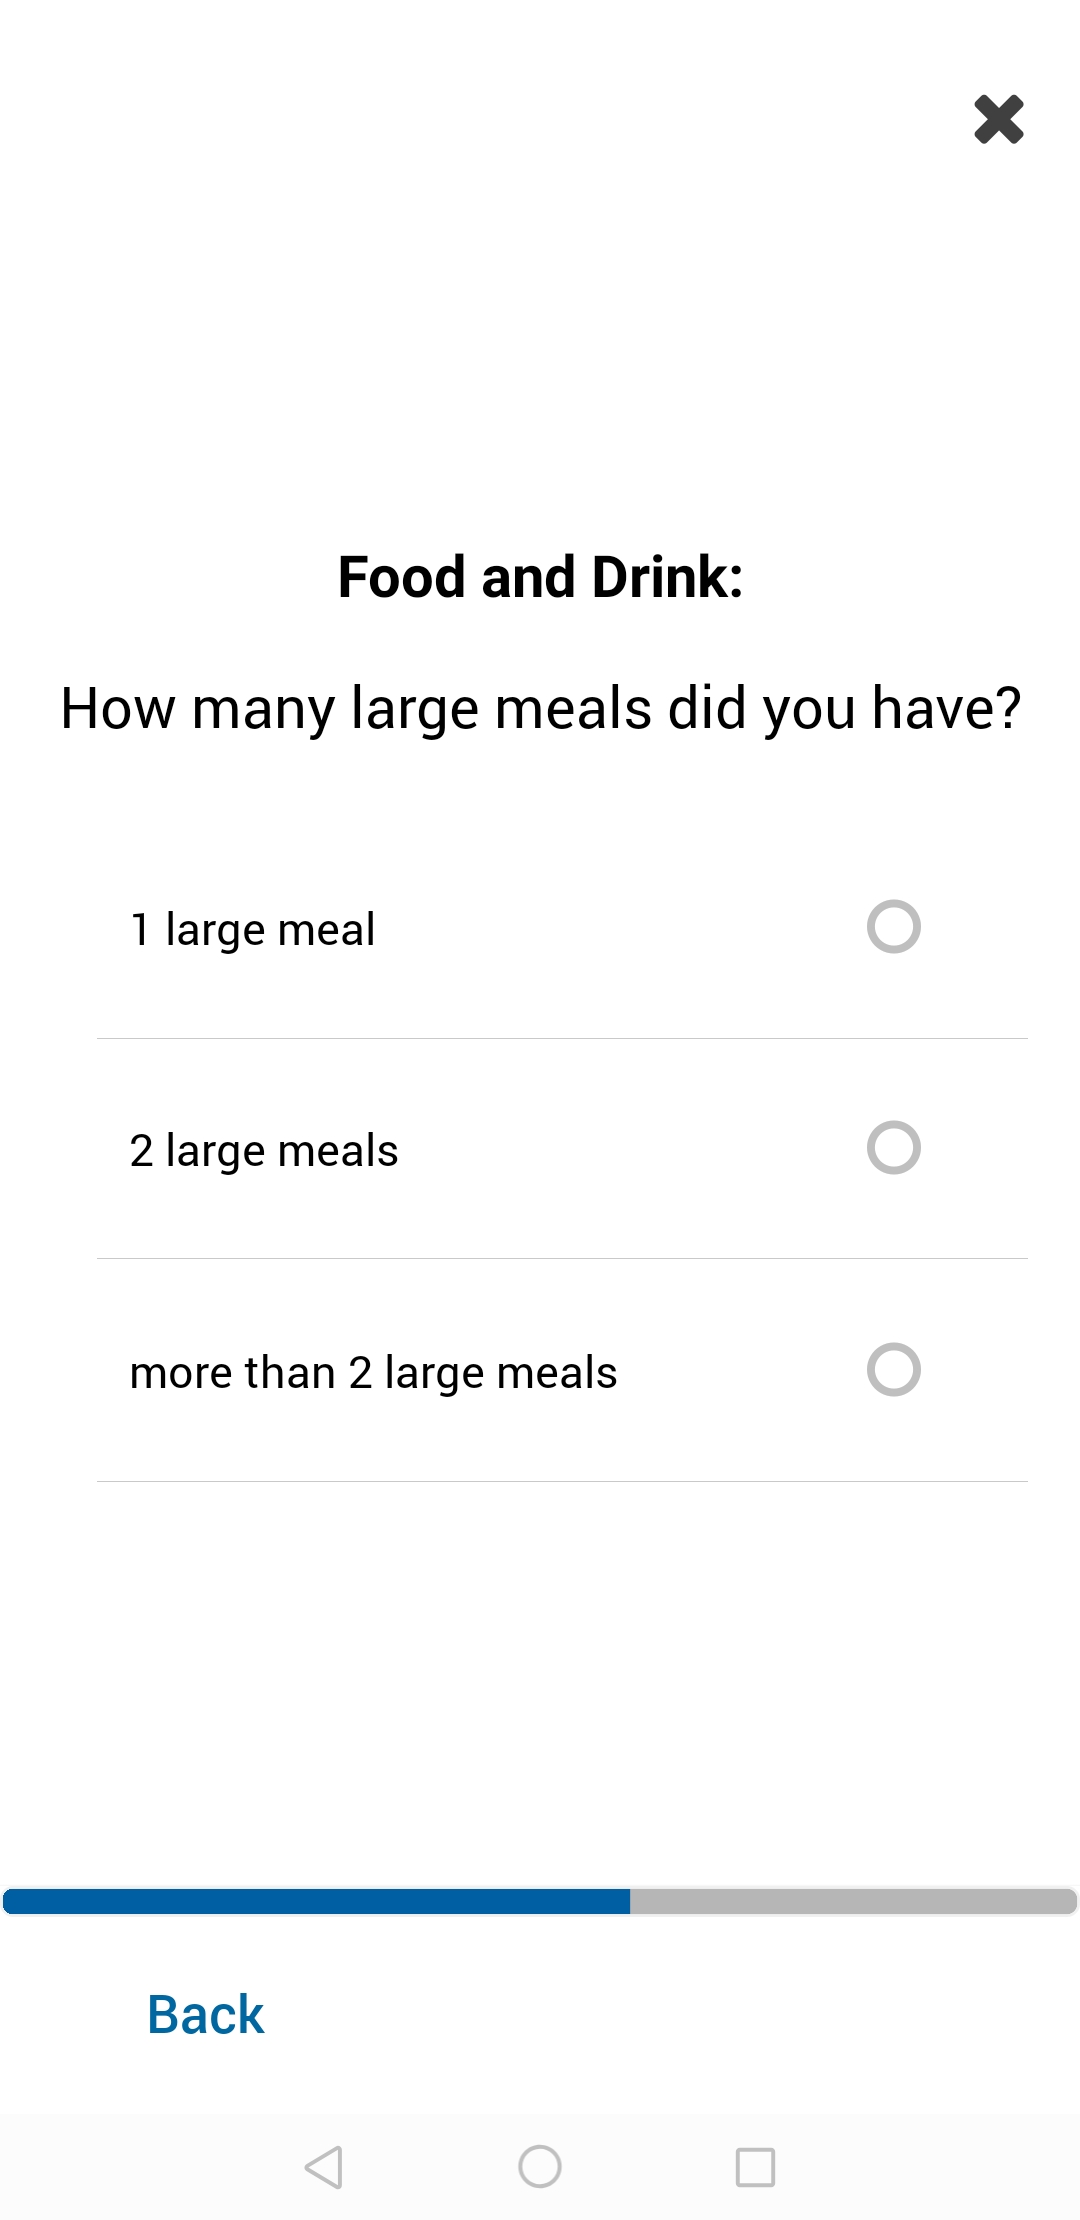 Food and Drink:
How many large meals did you have?
1 large meal
2 large meals
more than 2 large meals
Back